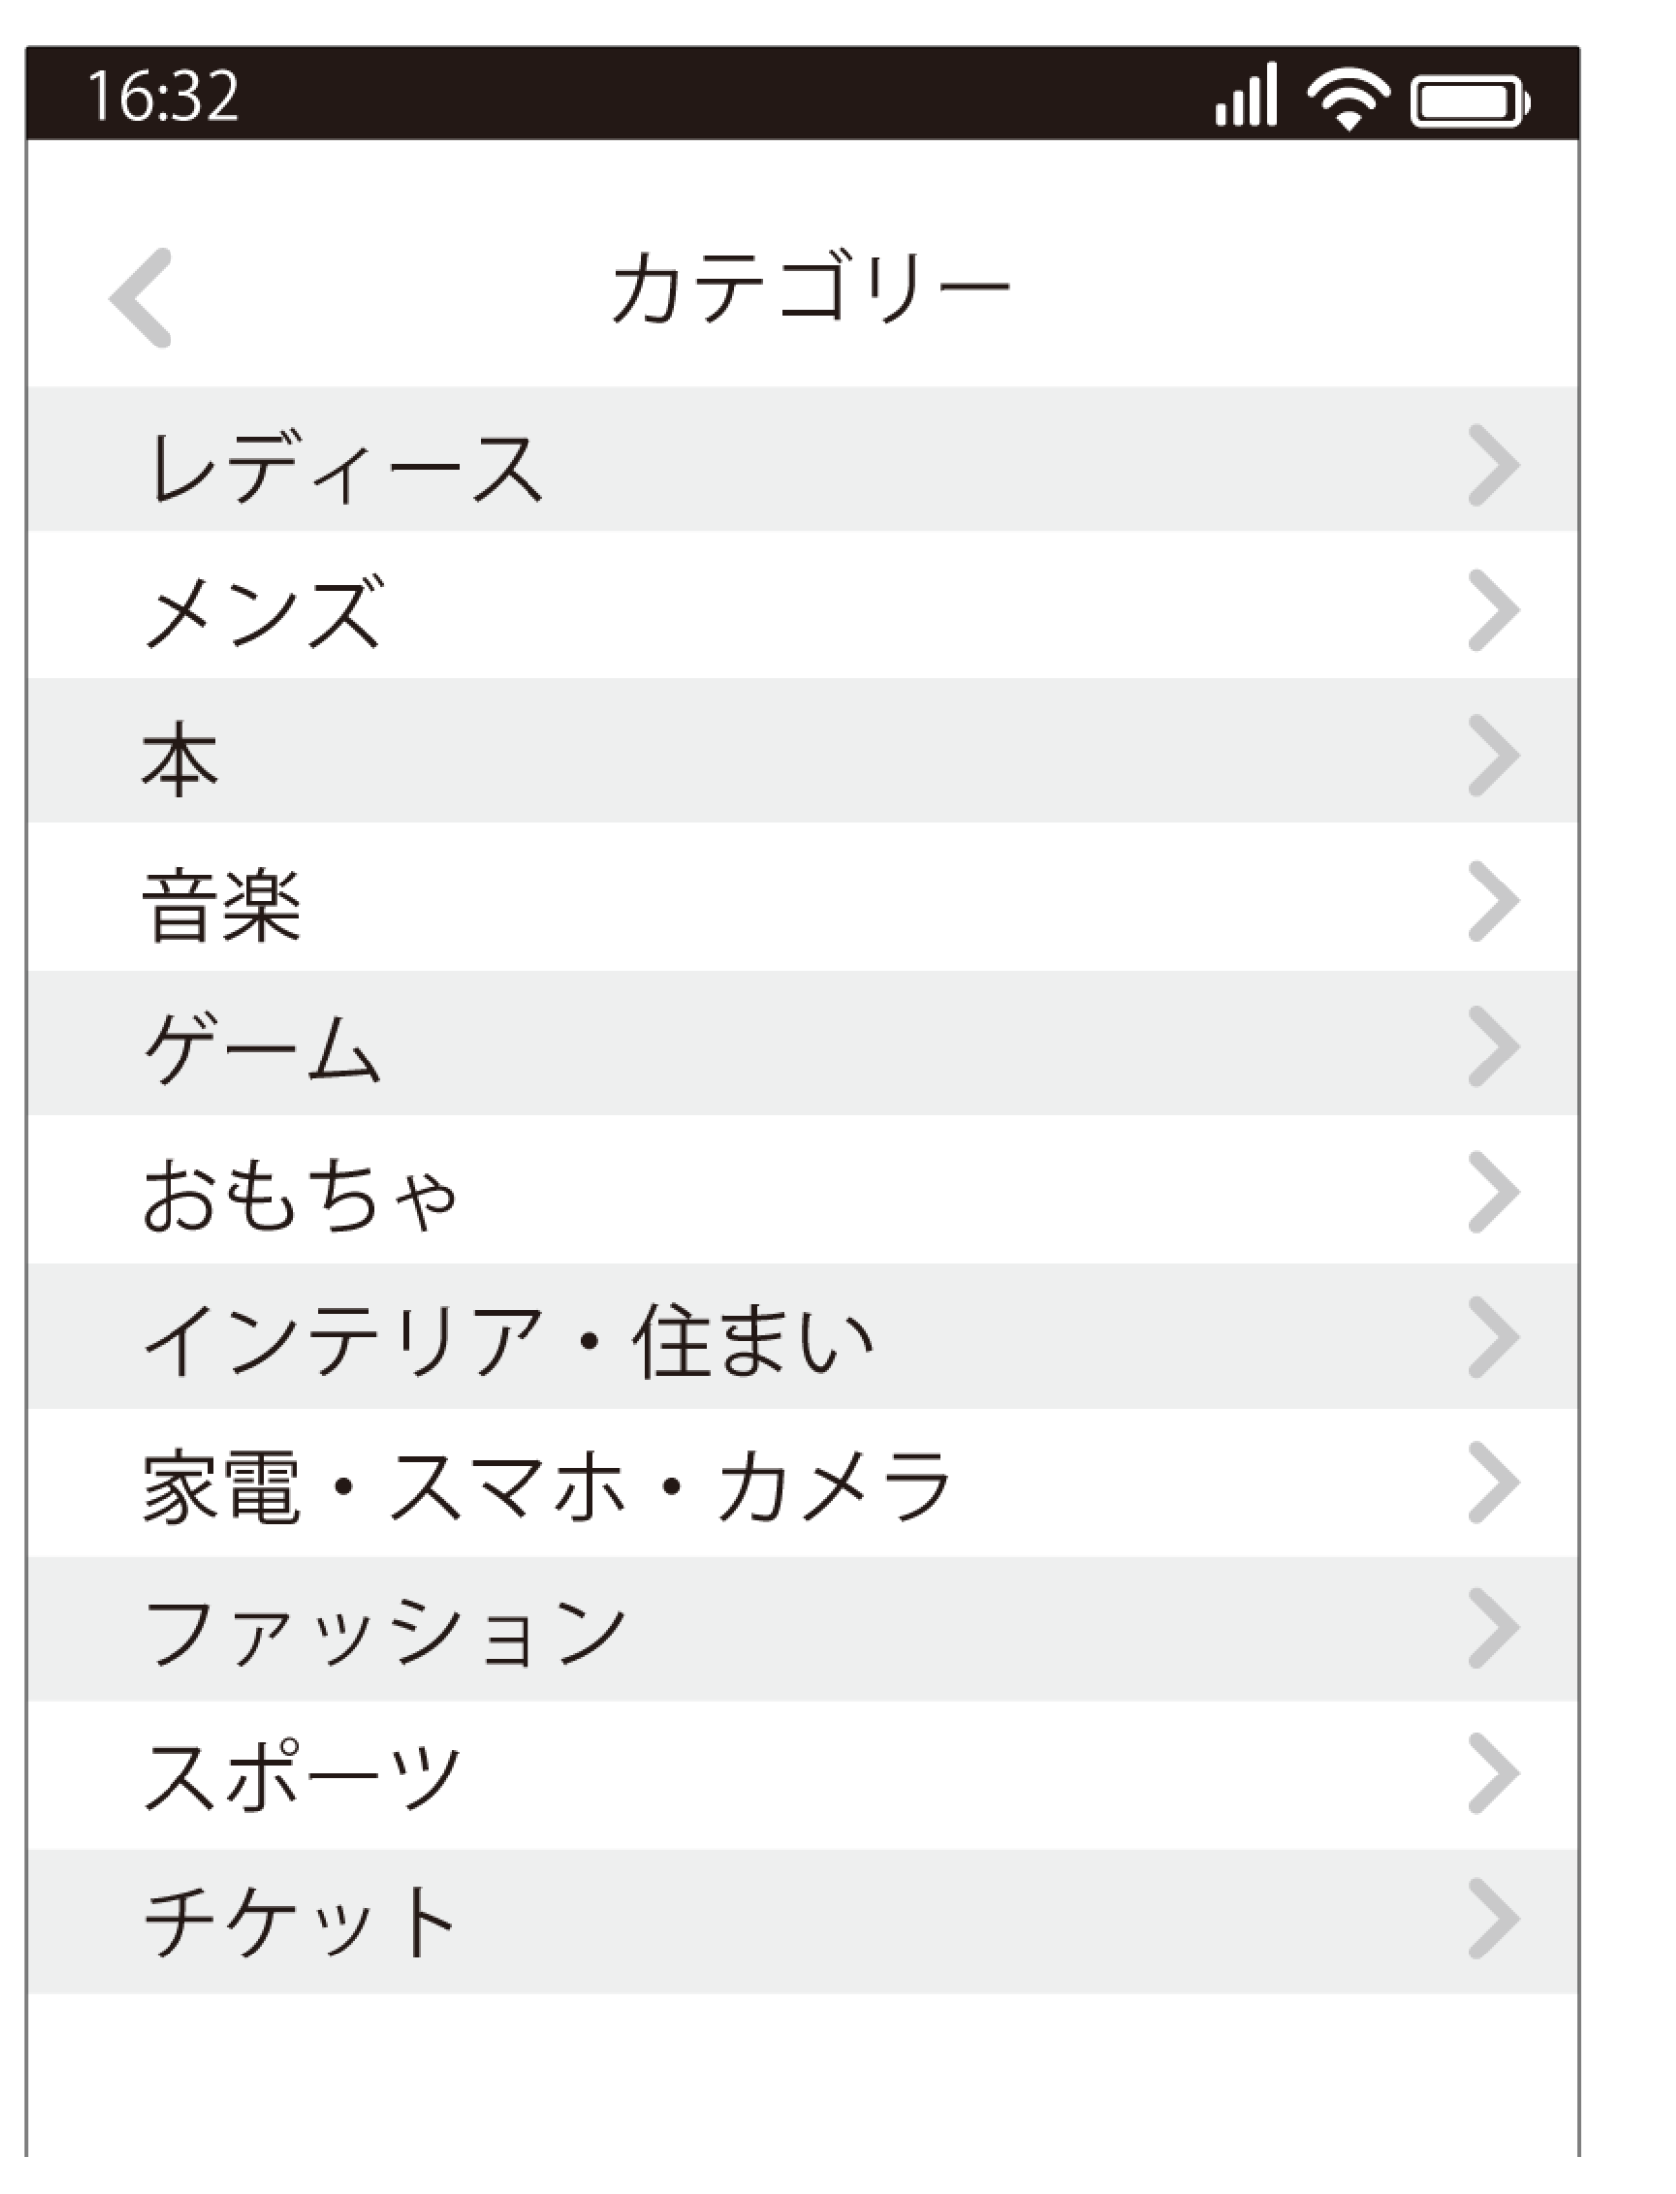 16:32
カテゴリー
レディース
メンズ
本
音楽
ゲーム
おもちゃ
インテリア・住まい
家電・スマホ・カメラ
ファッション
スポーツ
チケット